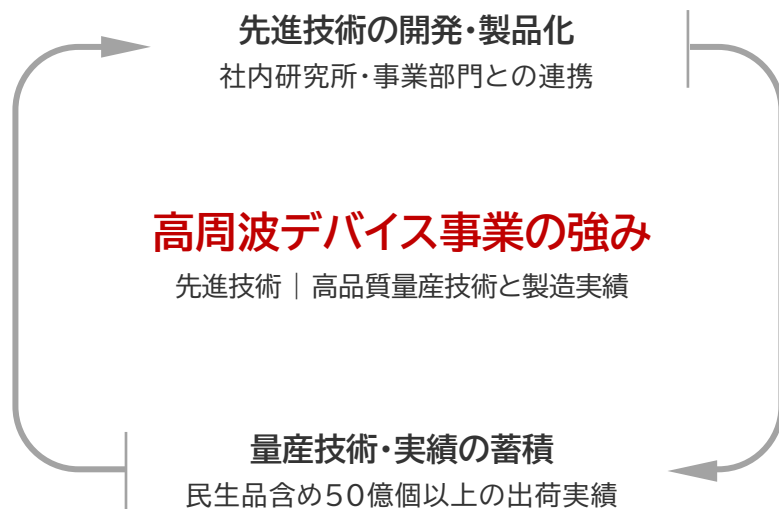 先進技術の開発・製品化
社内研究所・事業部門との連携
高周波デバイス事業の強み
先進技術｜高品質量産技術と製造実績
量産技術・実績の蓄積
民生品含め50億個以上の出荷実績